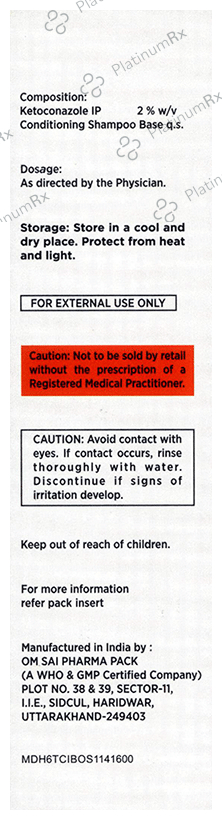 PlatinumRx
PlatinumRx
Composition:
Ketoconazole IP 2 % w/v
Conditioning Shampoo Base q.s.
PlatinumRx
Dosage:
As directed by the Physician.
PlatinumRx
Storage: Store in a cool and
dry place. Protect from heat
and light.
FOR EXTERNAL USE ONLY
Caution: Not to be sold by retail
without the prescription of a
Registered Medical Practitioner.
CAUTION: Avoid contact with
eyes. If contact occurs, rinse
thoroughly with water.
Discontinue if signs of
irritation develop.
Keep out of reach of children.
For more information
refer pack insert
Manufactured in India by :
OM SAI PHARMA PACK
(A WHO & GMP Certified Company)
PLOT NO. 38 & 39, SECTOR-11,
I.I.E., SIDCUL, HARIDWAR,
UTTARAKHAND-249403
MDH6TCIBOS1141600